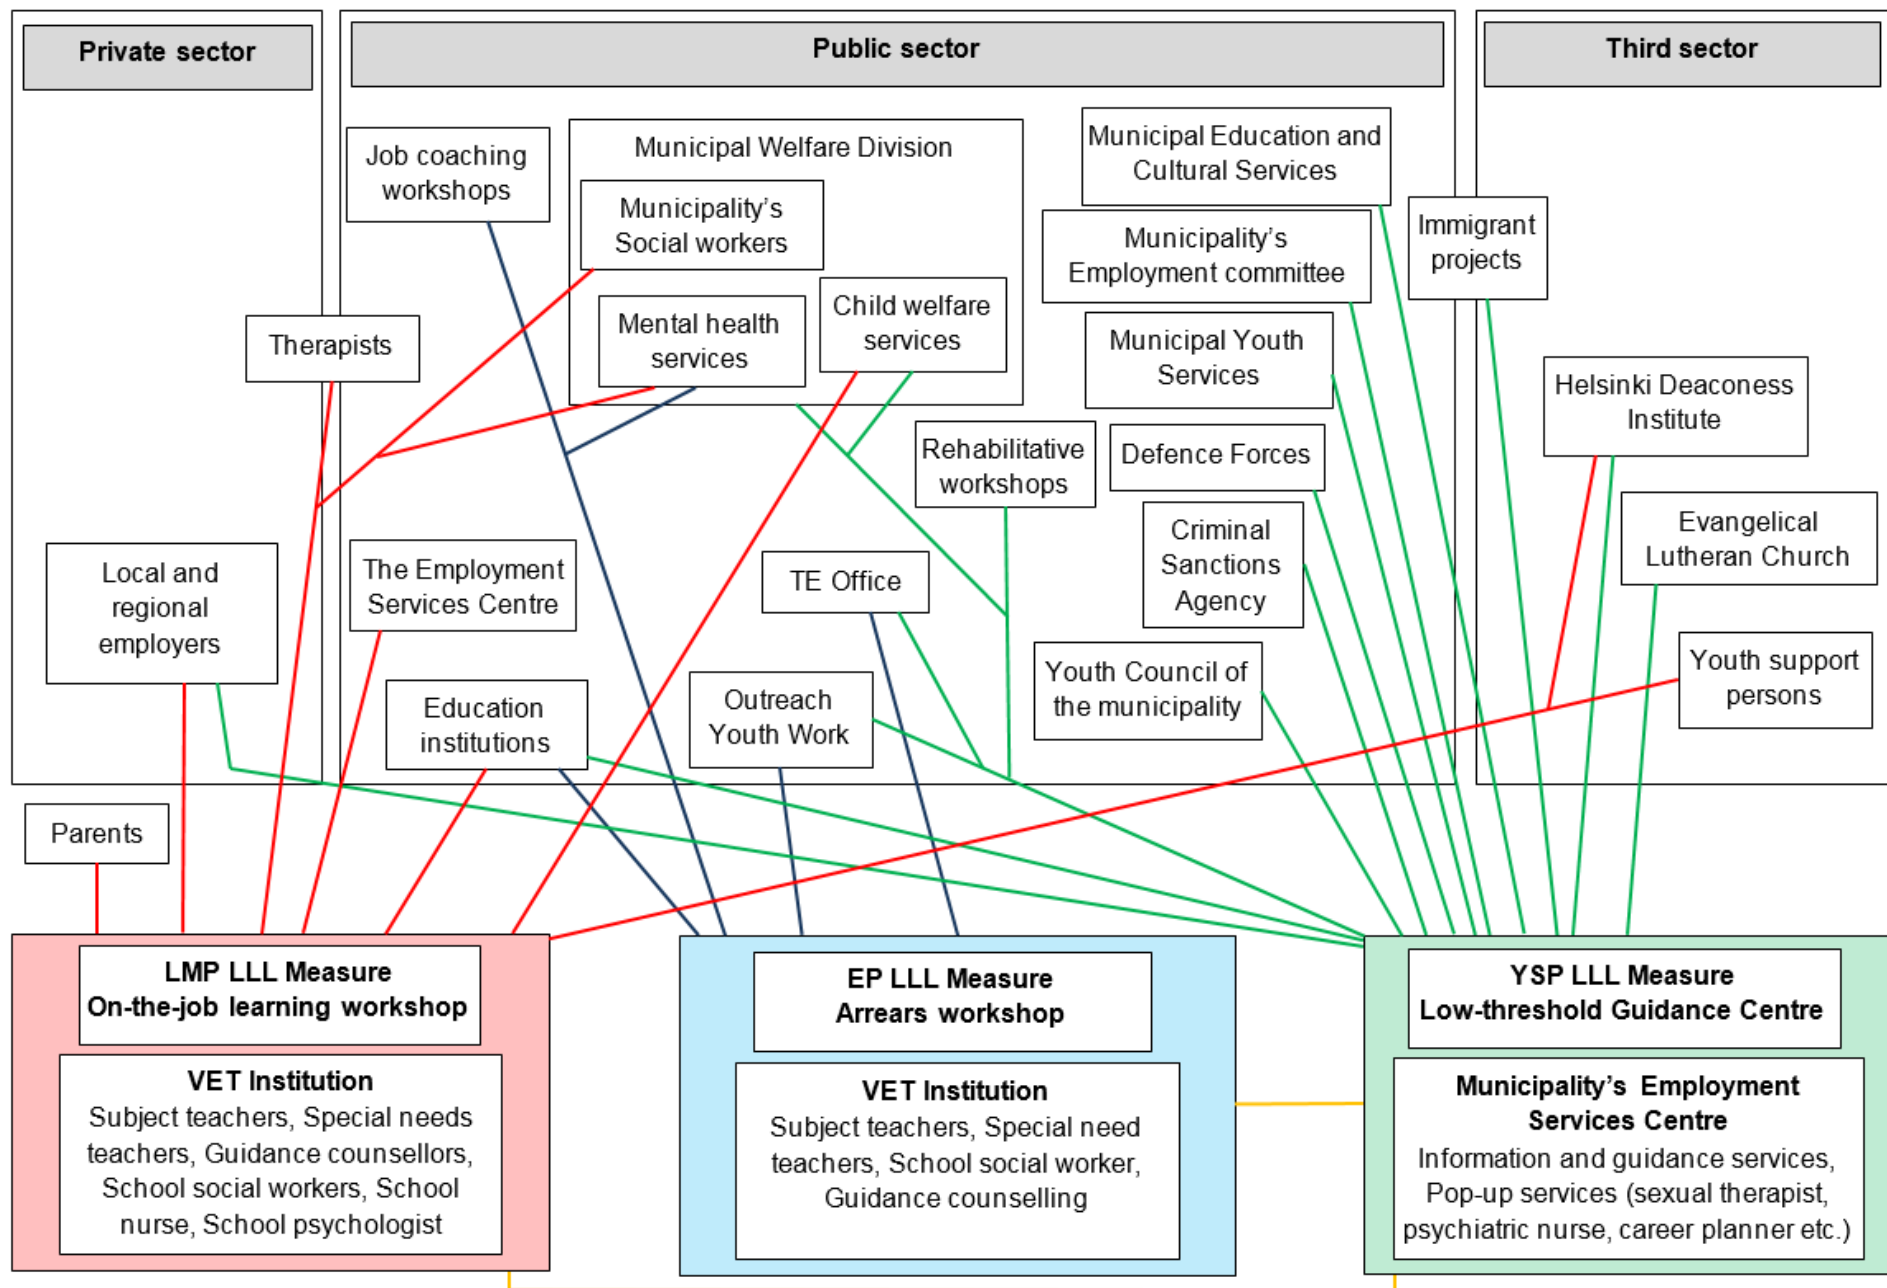 Private sector
Public sector
Third sector
Job coaching
workshops
Municipal Welfare Division
Municipality’s
Social workers
Mental health
services
Child welfare
services
Municipal Education and
Cultural Services
Municipality’s
Employment committee
Immigrant
projects
Therapists
Municipal Youth
Services
Helsinki Deaconess
Institute
Rehabilitative
workshops
Defence Forces
Evangelical
Lutheran Church
Criminal
Sanctions
Agency
Local and
regional
employers
The Employment
Services Centre
TE Office
Youth Council of
the municipality
Youth support
persons
Education
institutions
Outreach
Youth Work
Parents
LMP LLL Measure
On-the-job learning workshop
VET Institution
Subject teachers, Special needs
teachers, Guidance counsellors,
School social workers, School
nurse, School psychologist
EP LLL Measure
Arrears workshop
VET Institution
Subject teachers, Special need
teachers, School social worker,
Guidance counselling
YSP LLL Measure
Low-threshold Guidance Centre
Municipality’s Employment
Services Centre
Information and guidance services,
Pop-up services (sexual therapist,
psychiatric nurse, career planner etc.)